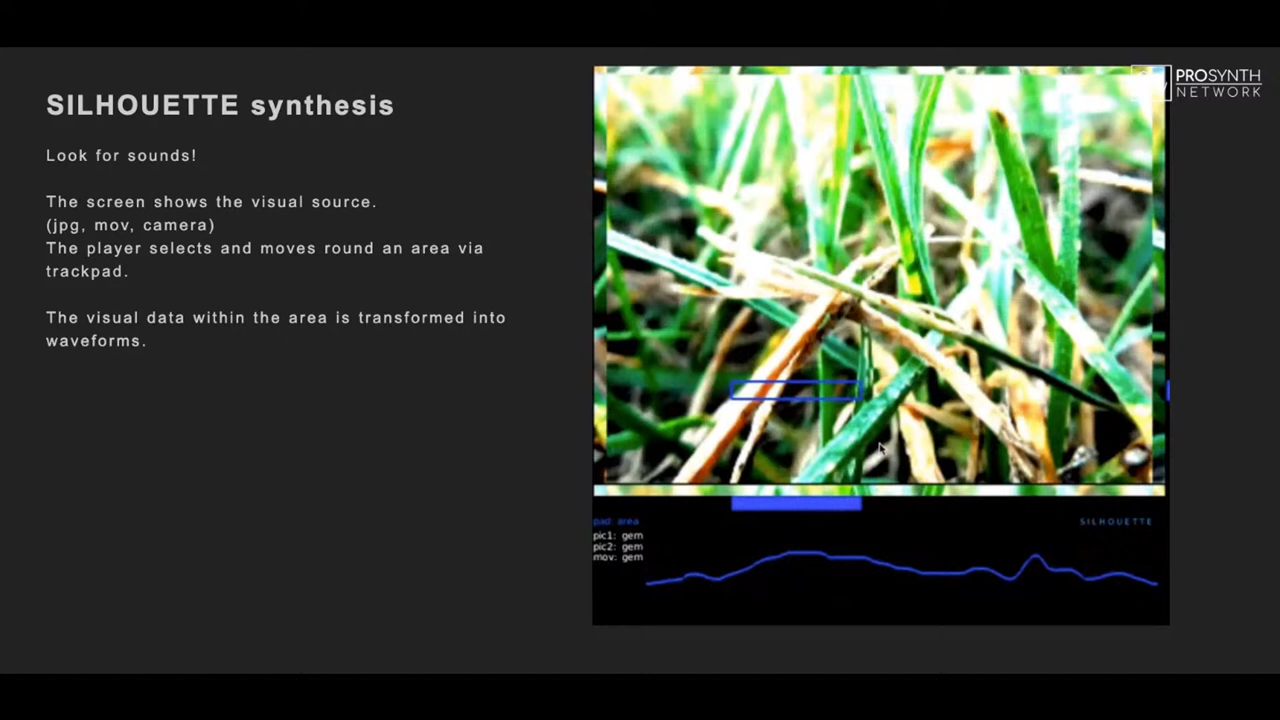 SILHOUETTE synthesis
Look for sounds!
The screen shows the visual source.
(jpg, mov, camera)
The player selects and moves round an area via
trackpad.
The visual data within the area is transformed into
waveforms.
PROSYNTH
NETWORK
pad: area
SILHOUETTE
pic1: gem
pic2: gem
mov: gem